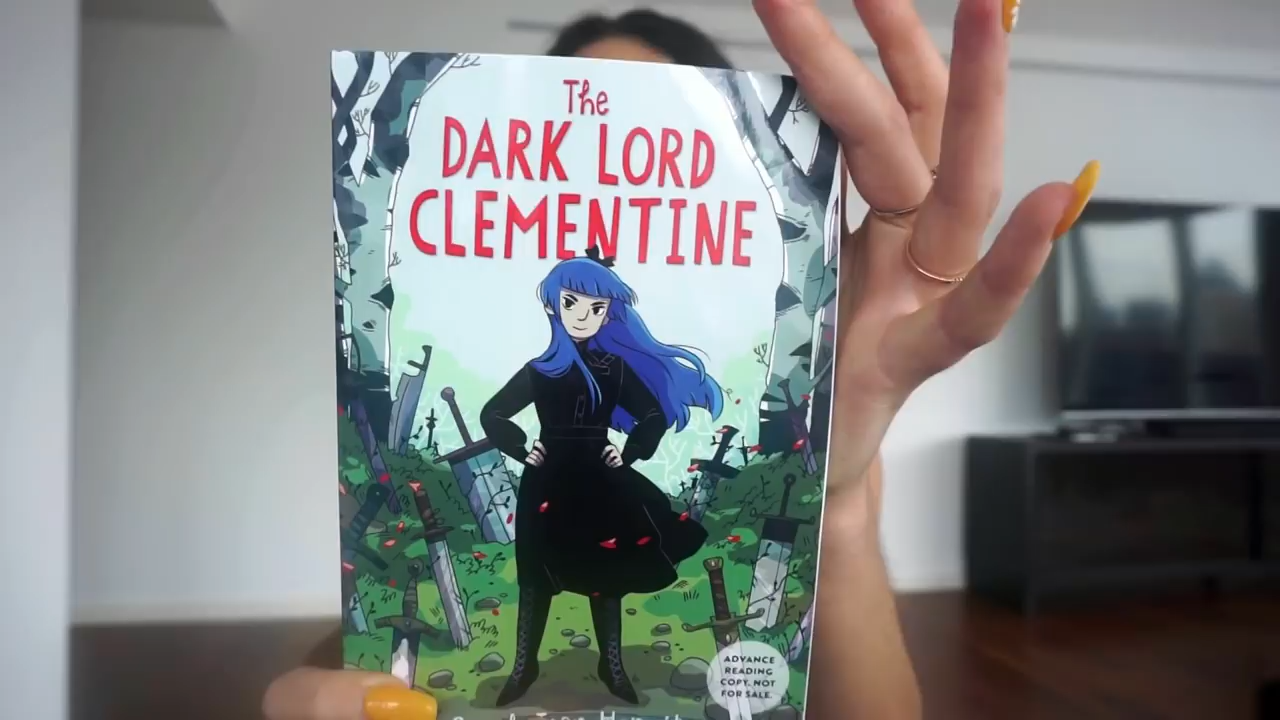 The
DARK LORD
CLEMENTINE
ADVANCE
READING
COPY. NOT
FOR SALE.